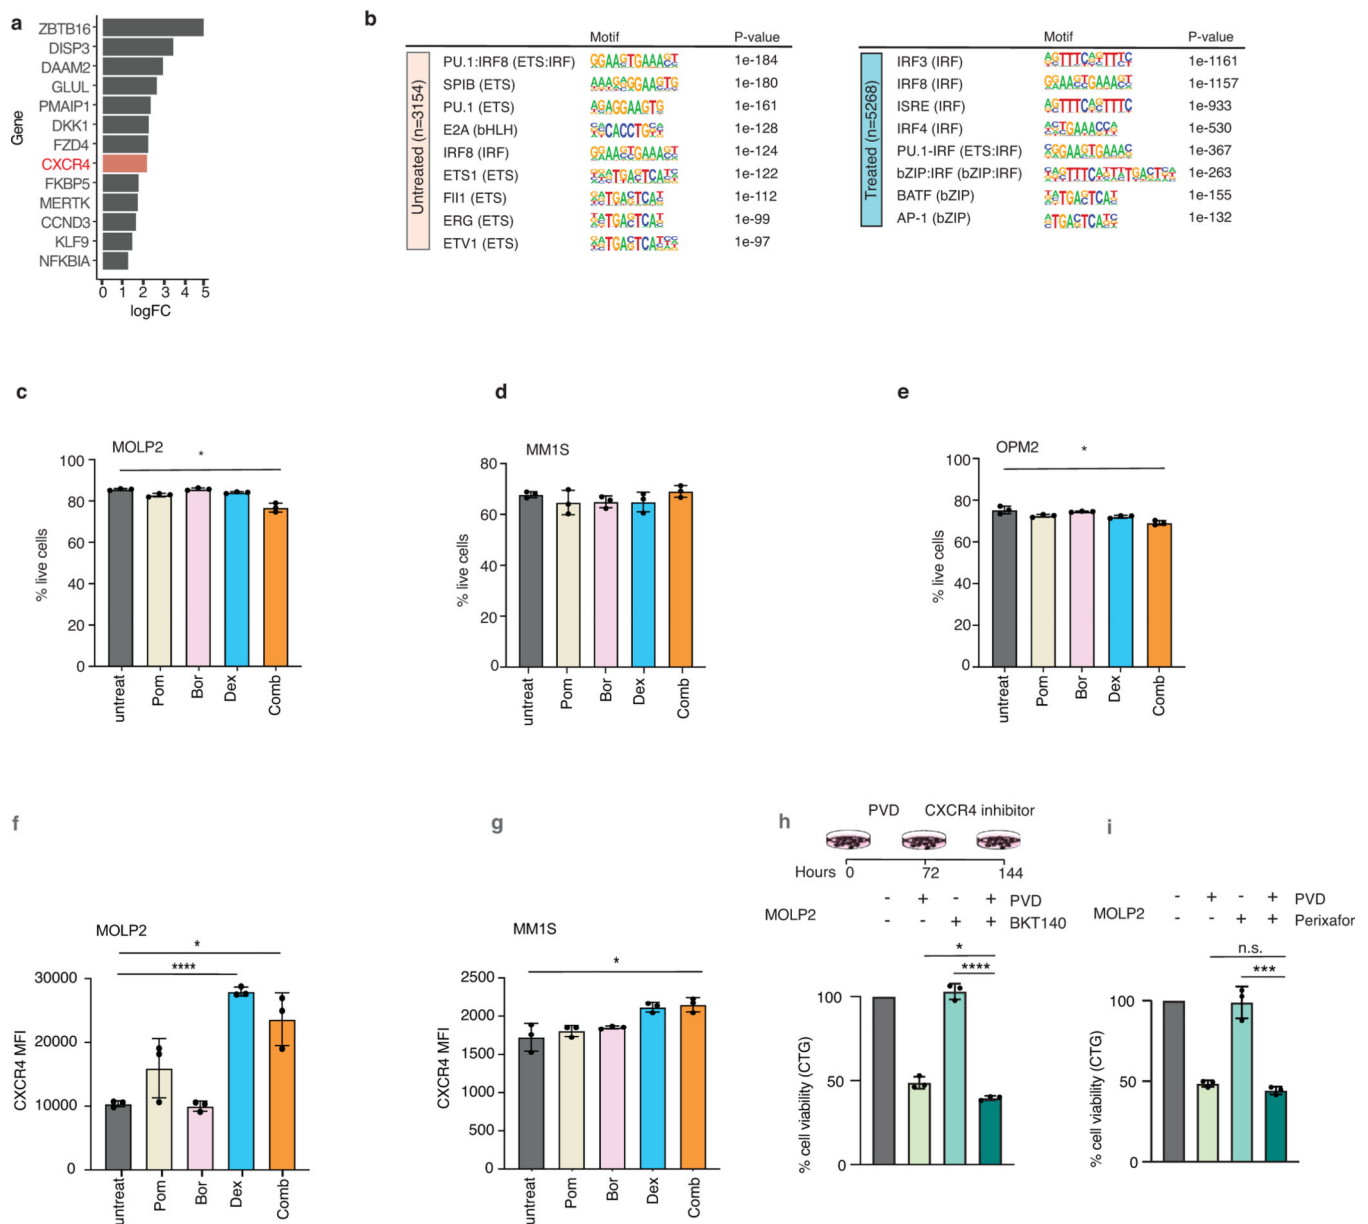 a
Gene
ZBTB16
DISP3
DAAM2
GLUL
PMAIP1
DKK1
FZD4
CXCR4
FKBP5
MERTK
CCND3
KLF9
NFKBIA
0 1 2 3 4 5
logFC
b
Motif P-value
Untreated (n=3154)
PU.1:IRF8 (ETS:IRF) 1e-184
SPIB (ETS) 1e-180
PU.1 (ETS) 1e-161
E2A (bHLH) 1e-128
IRF8 (IRF) 1e-124
ETS1 (ETS) 1e-122
FlI1 (ETS) 1e-112
ERG (ETS) 1e-99
ETV1 (ETS) 1e-97
Motif P-value
Treated (n=5268)
IRF3 (IRF) 1e-1161
IRF8 (IRF) 1e-1157
ISRE (IRF) 1e-933
IRF4 (IRF) 1e-530
PU.1-IRF (ETS:IRF) 1e-367
bZIP:IRF (bZIP:IRF) 1e-263
BATF (bZIP) 1e-155
AP-1 (bZIP) 1e-132
c
MOLP2
*
% live cells
100
80
60
40
20
0
untreat Pom Bor Dex Comb
d
MM1S
% live cells
80
60
40
20
0
untreat Pom Bor Dex Comb
e
OPM2
*
% live cells
100
80
60
40
20
0
untreat Pom Bor Dex Comb
f
MOLP2
*
****
CXCR4 MFI
30000
20000
10000
0
untreat Pom Bor Dex Comb
g
MM1S
*
CXCR4 MFI
2500
2000
1500
1000
500
0
untreat Pom Bor Dex Comb
h
PVD CXCR4 inhibitor
Hours 0 72 144
- + - + PVD
MOLP2
- - + + BKT140
*
****
% cell viability (CTG)
100
50
0
i
- + - + PVD
MOLP2
- - + + Perixafor
n.s.
***
% cell viability (CTG)
100
50
0